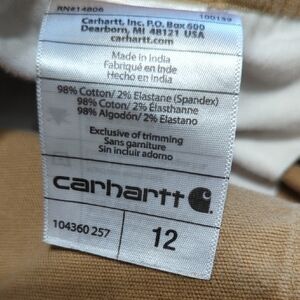 RN#14806
100159
Carhartt, Inc. P.O. Box 600
Dearborn, MI 48121 USA
carhartt.com
Made in India
Fabriqué en Inde
Hecho en India
98% Cotton/ 2% Elastane (Spandex)
98% Coton/ 2% Élasthanne
98% Algodón/ 2% Elastano
Exclusive of trimming
Sans garniture
Sin incluir adorno
carhartt
104360 257
12